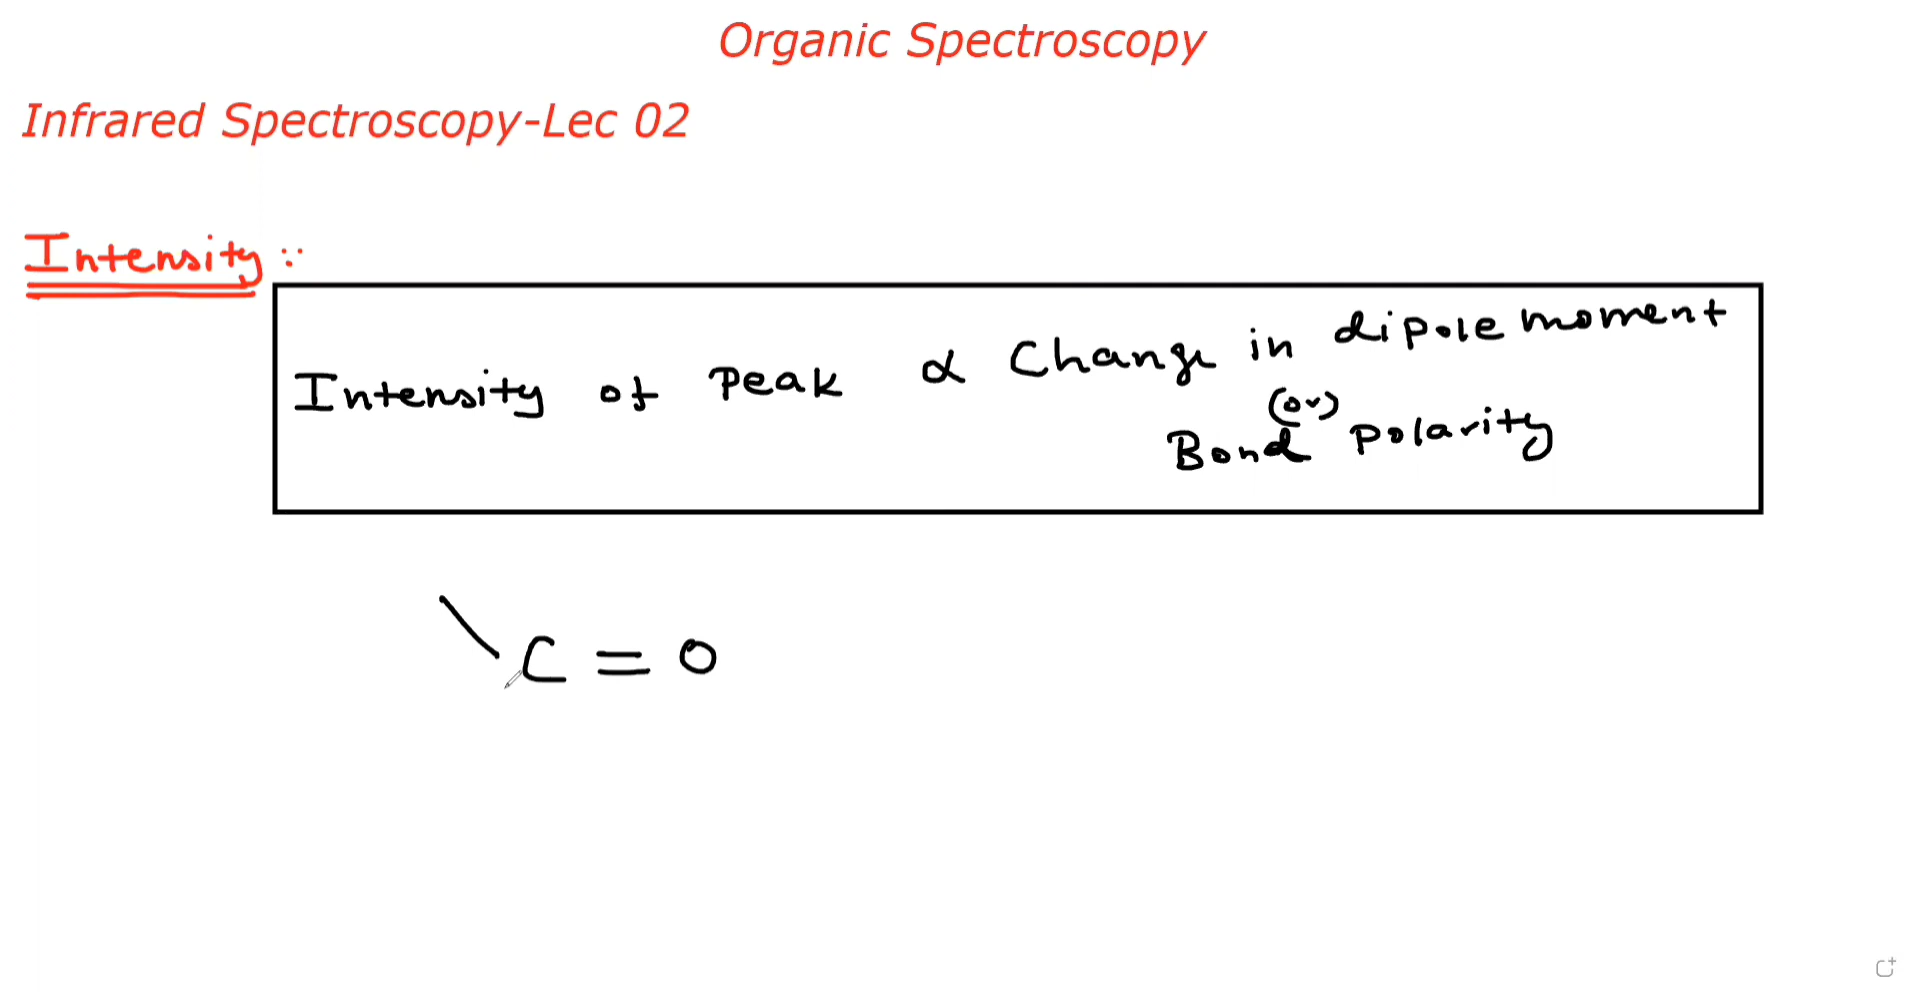 Organic Spectroscopy
Infrared Spectroscopy-Lec 02
Intensity :
Intensity of Peak ∝ Change in dipole moment
(or)
Bond Polarity
C = O